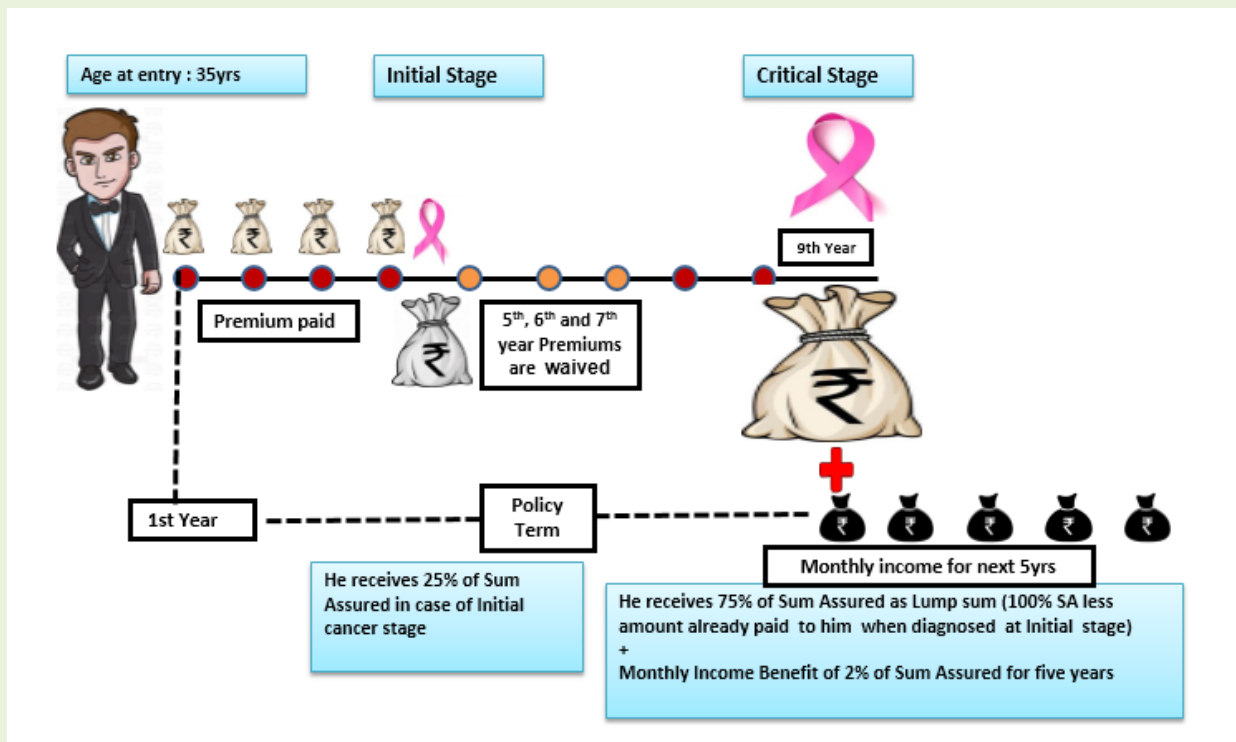 Age at entry : 35yrs
Initial Stage
Critical Stage
₹ ₹ ₹ ₹
9th Year
Premium paid
₹
5th, 6th and 7th
year Premiums
are waived
₹
1st Year
Policy
Term
₹ ₹ ₹ ₹ ₹
Monthly income for next 5yrs
He receives 25% of Sum
Assured in case of Initial
cancer stage
He receives 75% of Sum Assured as Lump sum (100% SA less
amount already paid to him when diagnosed at Initial stage)
+
Monthly Income Benefit of 2% of Sum Assured for five years